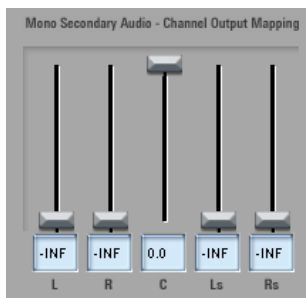 Mono Secondary Audio - Channel Output Mapping
-INF -INF 0.0 -INF -INF
L R C Ls Rs